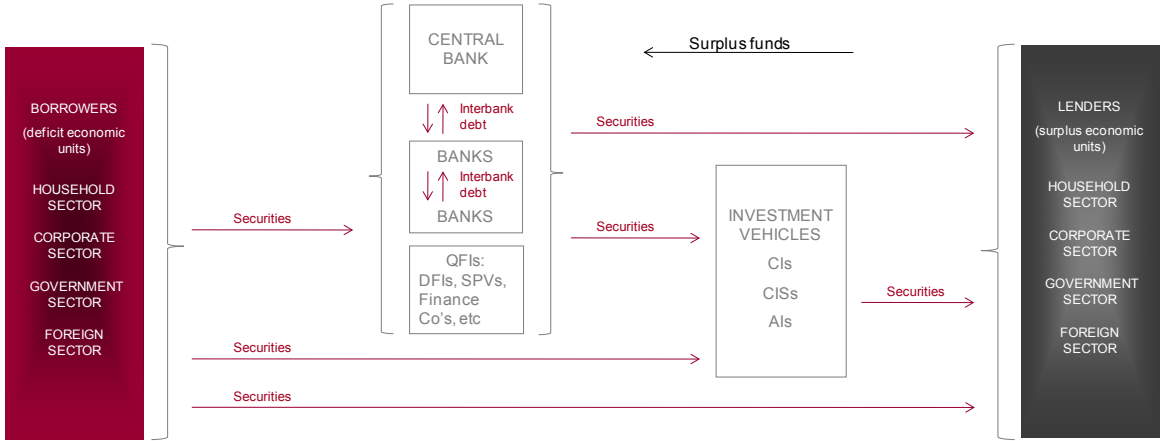 BORROWERS
(deficit economic
units)
HOUSEHOLD
SECTOR
CORPORATE
SECTOR
GOVERNMENT
SECTOR
FOREIGN
SECTOR
Securities
Securities
Securities
CENTRAL
BANK
Interbank
debt
BANKS
Interbank
debt
BANKS
QFIs:
DFIs, SPVs,
Finance
Co's, etc
Surplus funds
Securities
Securities
INVESTMENT
VEHICLES
CIs
CISs
AIs
Securities
LENDERS
(surplus economic
units)
HOUSEHOLD
SECTOR
CORPORATE
SECTOR
GOVERNMENT
SECTOR
FOREIGN
SECTOR